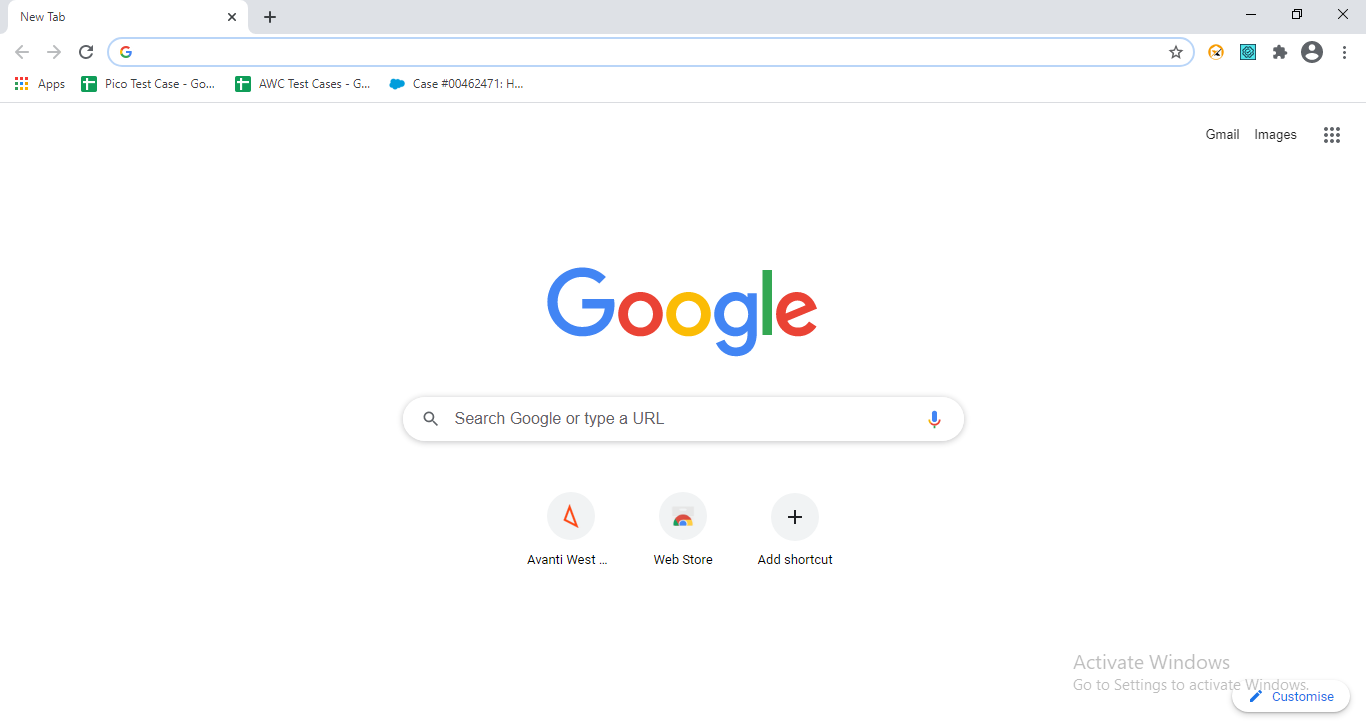 New Tab
Apps
Pico Test Case - Go...
AWC Test Cases - G...
Case #00462471: H...
Gmail
Images
Google
Search Google or type a URL
Avanti West ...
Web Store
Add shortcut
Activate Windows
Go to Settings to activate Windows.
Customise